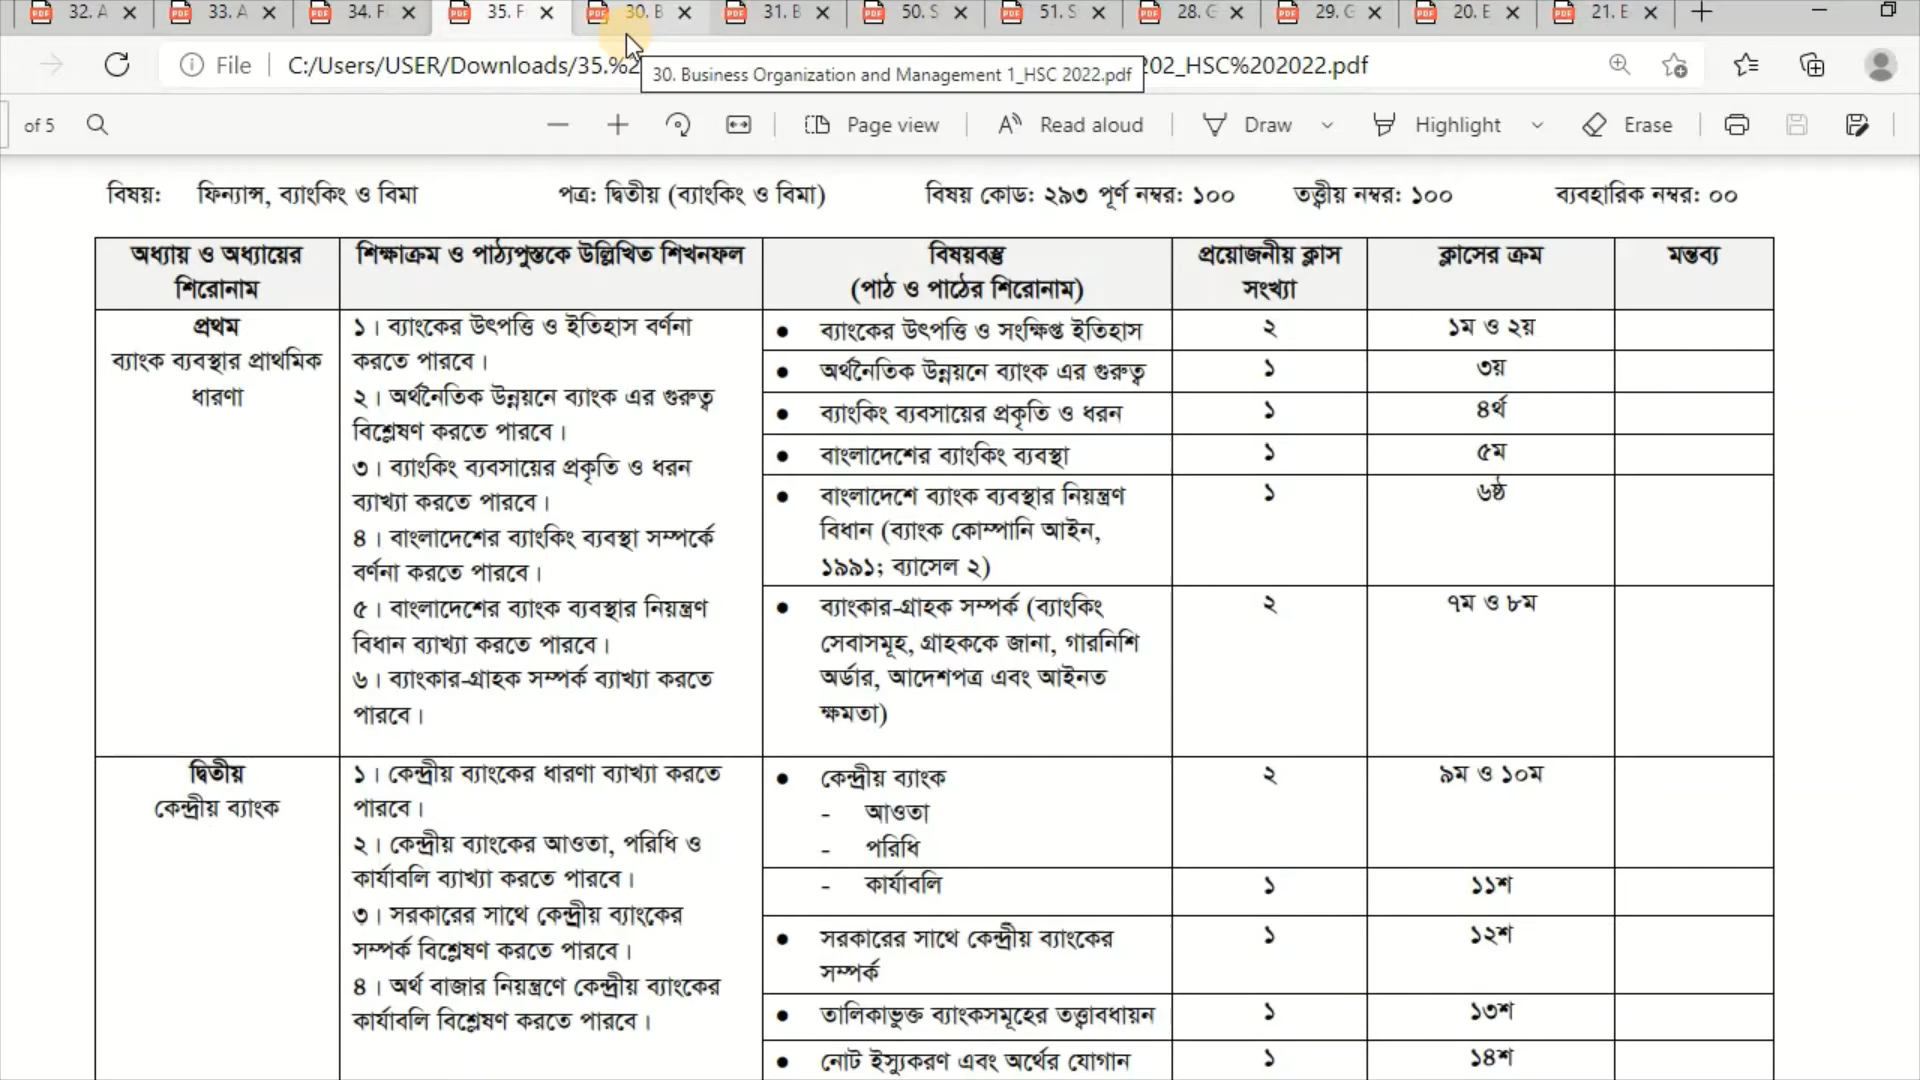 32. A 33. A 34. F 35. F 30. B 31. B 50. S 51. S 28. 29. 20. E 21. E
File C:/Users/USER/Downloads/35.%2 202_HSC%202022.pdf
30. Business Organization and Management 1_HSC 2022.pdf
of 5 Page view Read aloud Draw Highlight Erase
বিষয়: ফিন্যান্স, ব্যাংকিং ও বিমা পত্র: দ্বিতীয় (ব্যাংকিং ও বিমা) বিষয় কোড: ২৯৩ পূর্ণ নম্বর: ১০০ তত্ত্বীয় নম্বর: ১০০ ব্যবহারিক নম্বর: ০০
অধ্যায় ও অধ্যায়ের শিরোনাম
শিক্ষাক্রম ও পাঠ্যপুস্তকে উল্লিখিত শিখনফল
বিষয়বস্তু
(পাঠ ও পাঠের শিরোনাম)
প্রয়োজনীয় ক্লাস
সংখ্যা
ক্লাসের ক্রম
মন্তব্য
প্রথম
ব্যাংক ব্যবস্থার প্রাথমিক
ধারণা
১। ব্যাংকের উৎপত্তি ও ইতিহাস বর্ণনা
করতে পারবে।
২। অর্থনৈতিক উন্নয়নে ব্যাংক এর গুরুত্ব
বিশ্লেষণ করতে পারবে।
৩। ব্যাংকিং ব্যবসায়ের প্রকৃতি ও ধরন
ব্যাখ্যা করতে পারবে।
৪। বাংলাদেশের ব্যাংকিং ব্যবস্থা সম্পর্কে
বর্ণনা করতে পারবে।
৫। বাংলাদেশের ব্যাংক ব্যবস্থার নিয়ন্ত্রণ
বিধান ব্যাখ্যা করতে পারবে।
৬। ব্যাংকার-গ্রাহক সম্পর্ক ব্যাখ্যা করতে
পারবে।
• ব্যাংকের উৎপত্তি ও সংক্ষিপ্ত ইতিহাস ২ ১ম ও ২য়
• অর্থনৈতিক উন্নয়নে ব্যাংক এর গুরুত্ব ১ ৩য়
• ব্যাংকিং ব্যবসায়ের প্রকৃতি ও ধরন ১ ৪র্থ
• বাংলাদেশের ব্যাংকিং ব্যবস্থা ১ ৫ম
• বাংলাদেশে ব্যাংক ব্যবস্থার নিয়ন্ত্রণ ১ ৬ষ্ঠ
বিধান (ব্যাংক কোম্পানি আইন,
১৯৯১; ব্যাসেল ২)
• ব্যাংকার-গ্রাহক সম্পর্ক (ব্যাংকিং ২ ৭ম ও ৮ম
সেবাসমূহ, গ্রাহককে জানা, গারনিশি
অর্ডার, আদেশপত্র এবং আইনত
ক্ষমতা)
দ্বিতীয়
কেন্দ্রীয় ব্যাংক
১। কেন্দ্রীয় ব্যাংকের ধারণা ব্যাখ্যা করতে
পারবে।
২। কেন্দ্রীয় ব্যাংকের আওতা, পরিধি ও
কার্যাবলি ব্যাখ্যা করতে পারবে।
৩। সরকারের সাথে কেন্দ্রীয় ব্যাংকের
সম্পর্ক বিশ্লেষণ করতে পারবে।
৪। অর্থ বাজার নিয়ন্ত্রণে কেন্দ্রীয় ব্যাংকের
কার্যাবলি বিশ্লেষণ করতে পারবে।
• কেন্দ্রীয় ব্যাংক ২ ৯ম ও ১০ম
- আওতা
- পরিধি
- কার্যাবলি ১ ১১শ
• সরকারের সাথে কেন্দ্রীয় ব্যাংকের ১ ১২শ
সম্পর্ক
• তালিকাভুক্ত ব্যাংকসমূহের তত্ত্বাবধায়ন ১ ১৩শ
• নোট ইস্যুকরণ এবং অর্থের যোগান ১ ১৪শ